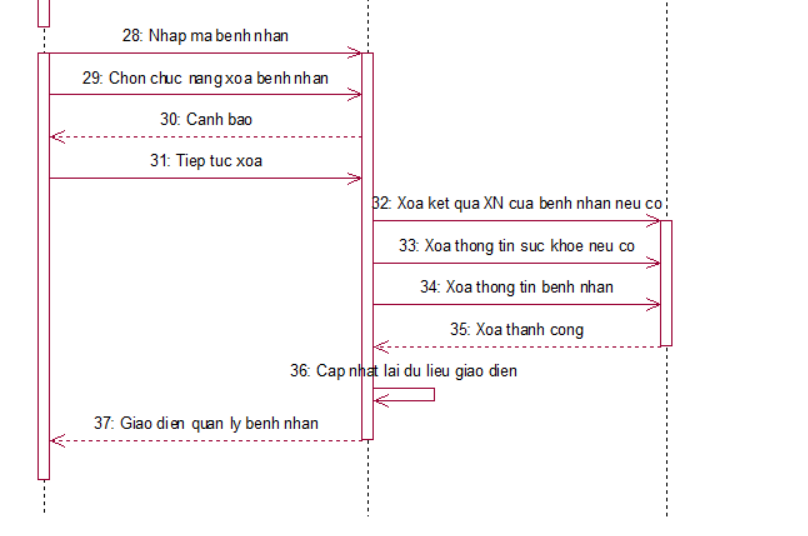 28: Nhap ma benh nhan
29: Chon chuc nang xoa benh nhan
30: Canh bao
31: Tiep tuc xoa
32: Xoa ket qua XN cua benh nhan neu co
33: Xoa thong tin suc khoe neu co
34: Xoa thong tin benh nhan
35: Xoa thanh cong
36: Cap nhat lai du lieu giao dien
37: Giao dien quan ly benh nhan